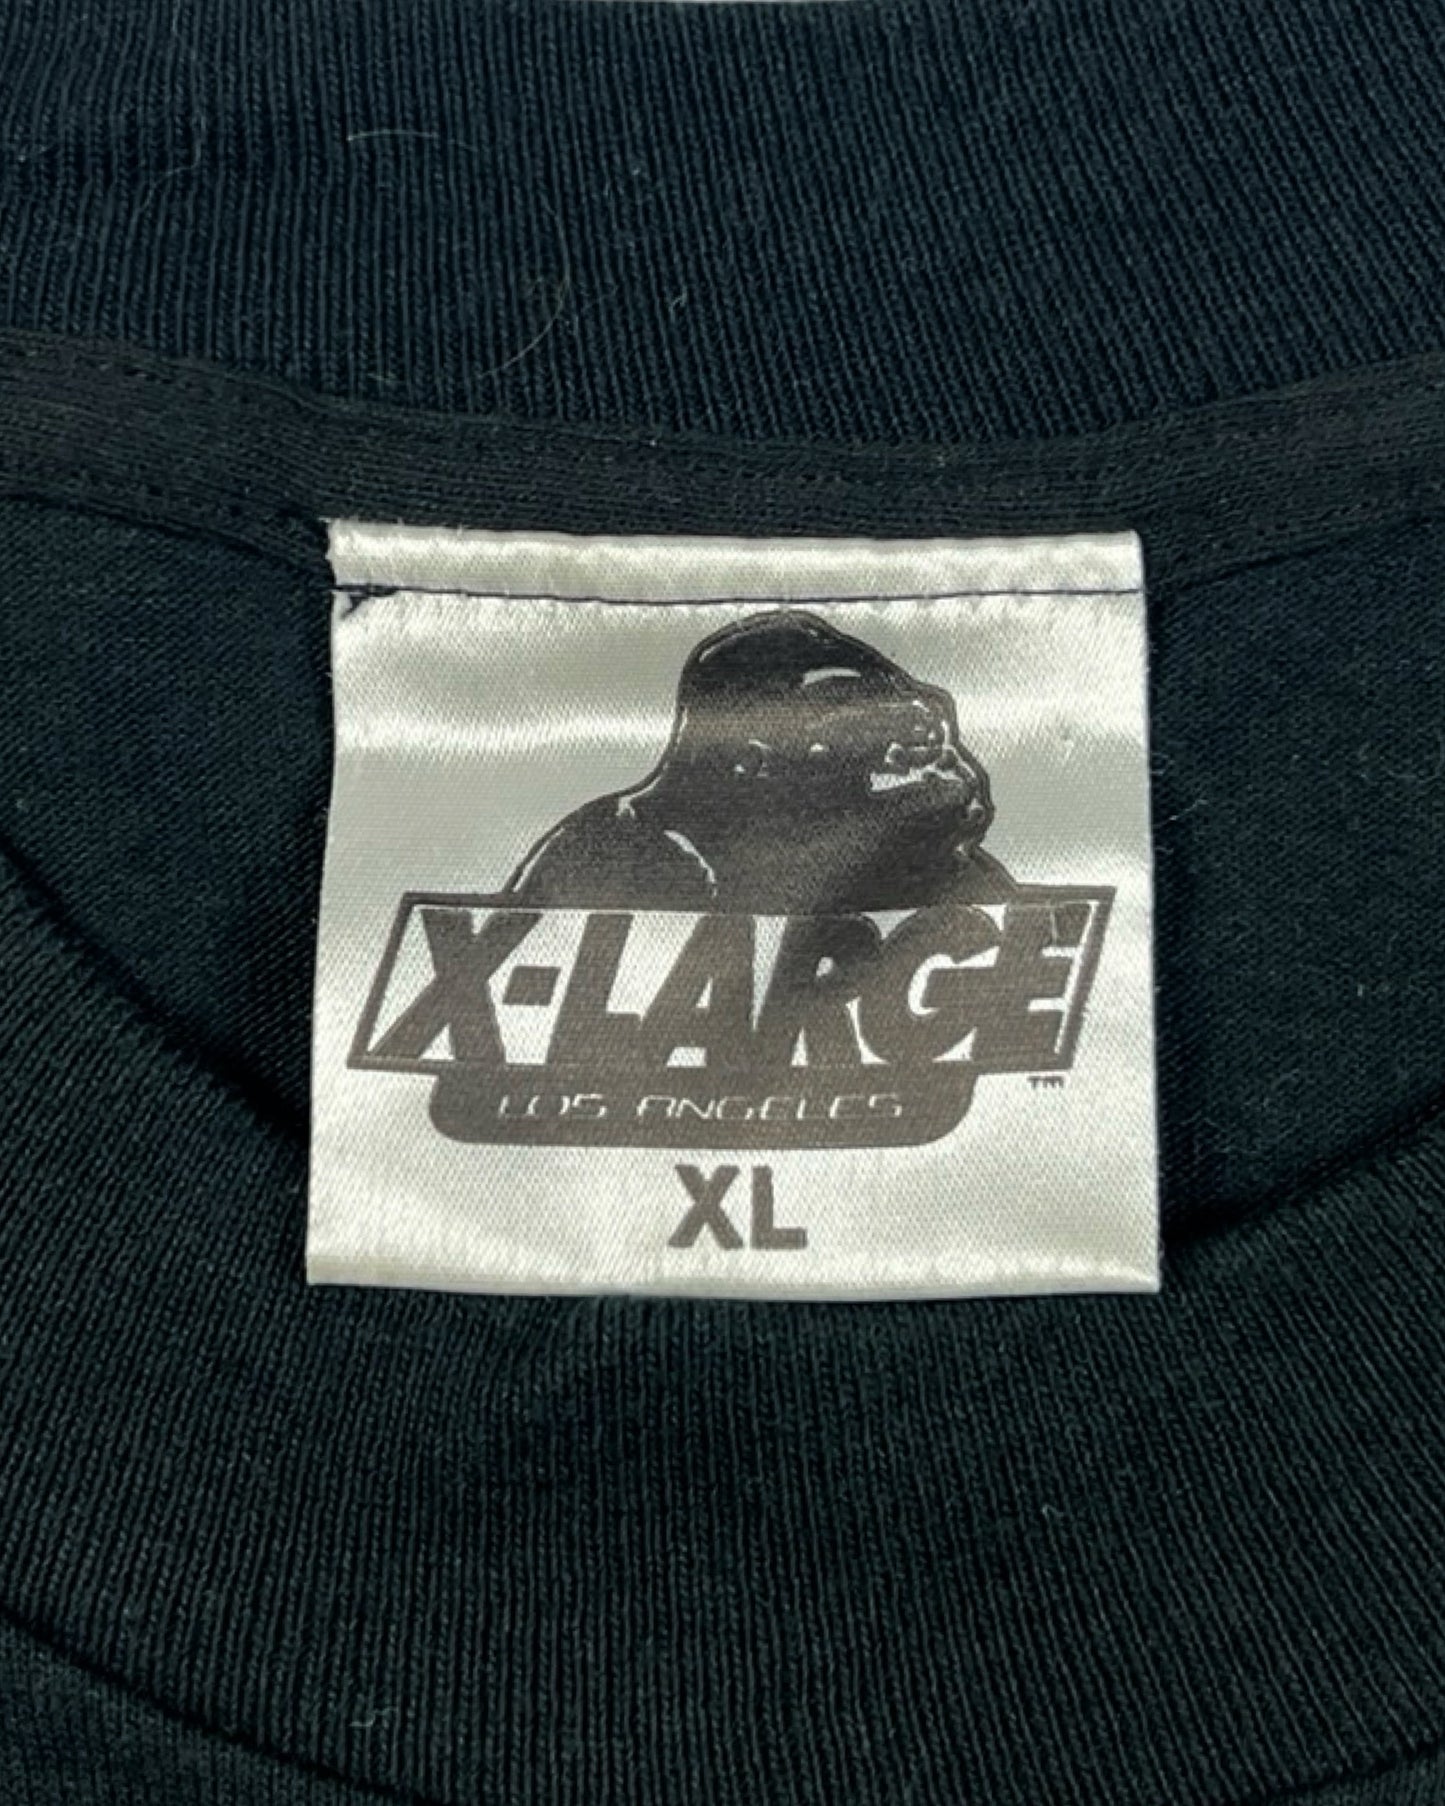 X-LARGE
TM
LOS ANGELES
XL